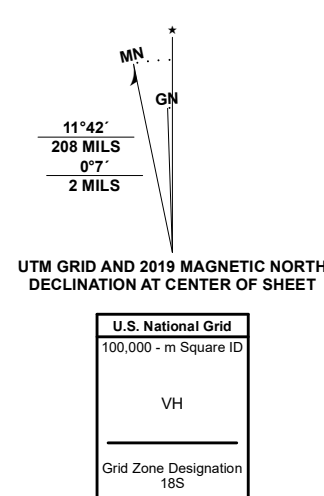 ★
MN
GN
11°42´
208 MILS
0°7´
2 MILS
UTM GRID AND 2019 MAGNETIC NORTH
DECLINATION AT CENTER OF SHEET
U.S. National Grid
100,000 - m Square ID
VH
Grid Zone Designation
18S